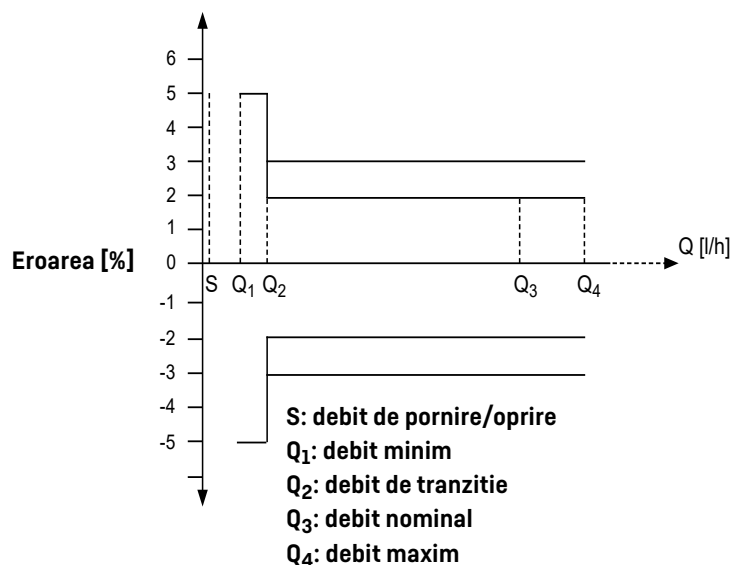 6
5
4
3
2
1
Eroarea [%]
0
Q [l/h]
S
Q1
Q2
Q3
Q4
-1
-2
-3
-4
-5
S: debit de pornire/oprire
Q1: debit minim
Q2: debit de tranzitie
Q3: debit nominal
Q4: debit maxim